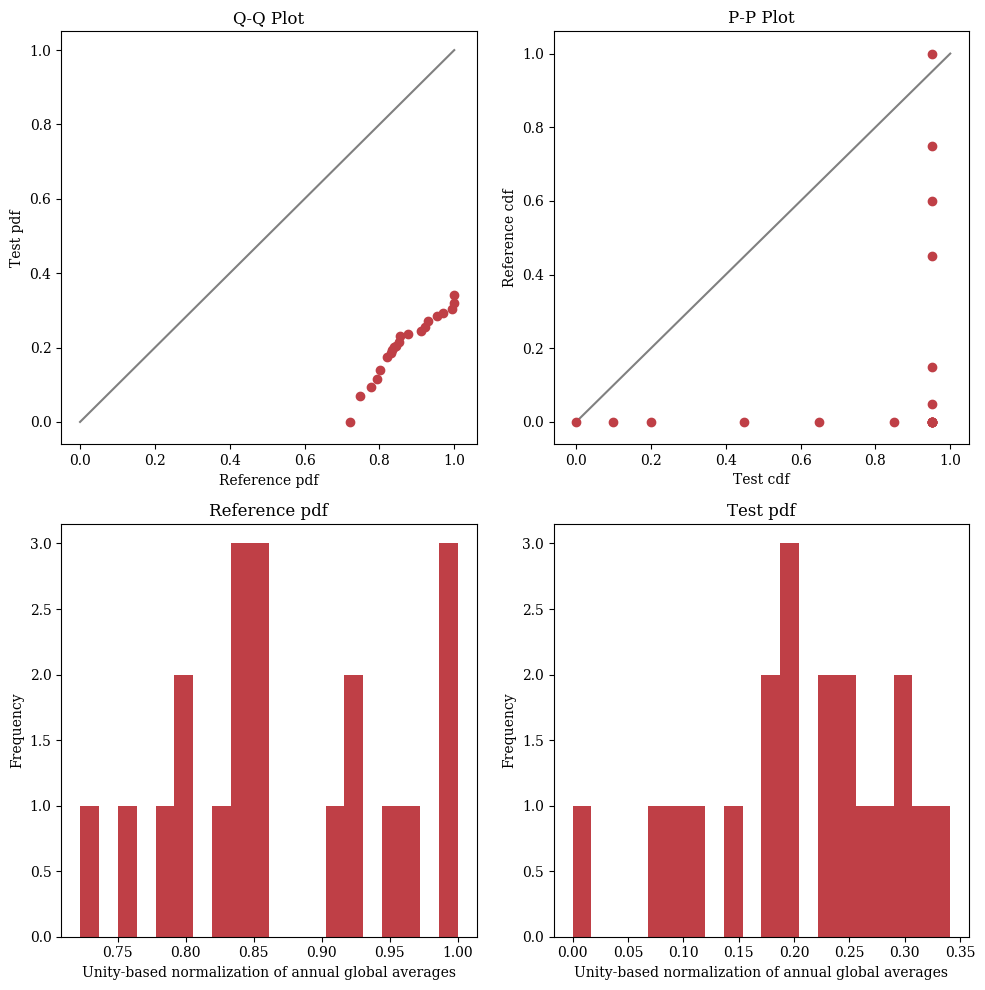 Q-Q Plot
1.0
0.8
0.6
0.4
0.2
0.0
Test pdf
0.0 0.2 0.4 0.6 0.8 1.0
Reference pdf
P-P Plot
1.0
0.8
0.6
0.4
0.2
0.0
Reference cdf
0.0 0.2 0.4 0.6 0.8 1.0
Test cdf
Reference pdf
3.0
2.5
2.0
1.5
1.0
0.5
0.0
Frequency
0.75 0.80 0.85 0.90 0.95 1.00
Unity-based normalization of annual global averages
Test pdf
3.0
2.5
2.0
1.5
1.0
0.5
0.0
Frequency
0.00 0.05 0.10 0.15 0.20 0.25 0.30 0.35
Unity-based normalization of annual global averages